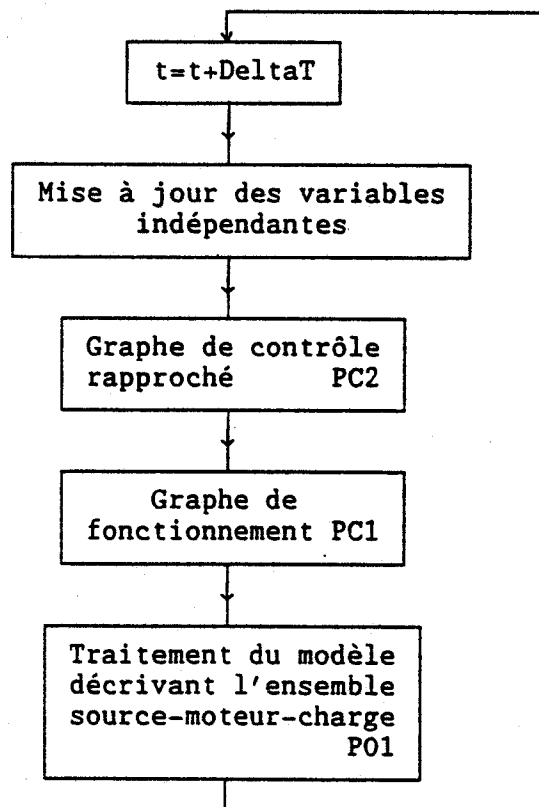 t=t+DeltaT
Mise à jour des variables
indépendantes
Graphe de contrôle
rapproché PC2
Graphe de
fonctionnement PC1
Traitement du modèle
décrivant l'ensemble
source-moteur-charge
PO1